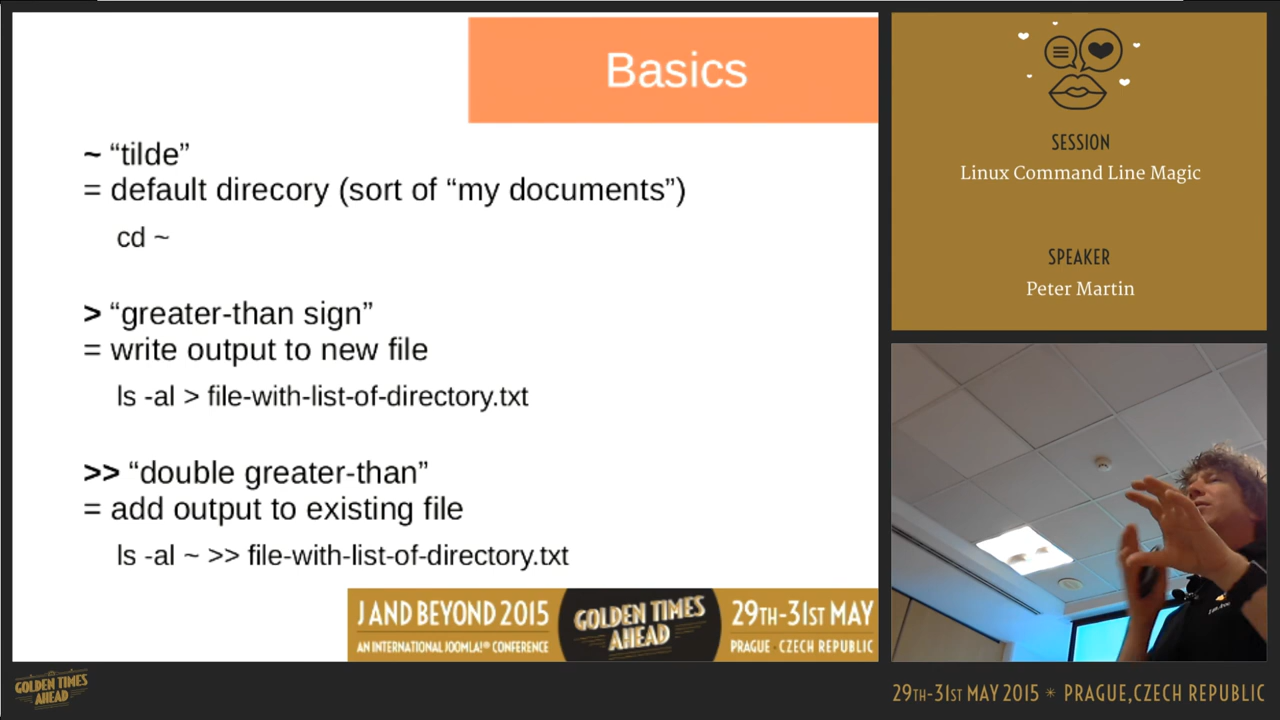 Basics
~ “tilde”
= default direcory (sort of “my documents”)
cd ~
> “greater-than sign”
= write output to new file
ls -al > file-with-list-of-directory.txt
>> “double greater-than”
= add output to existing file
ls -al ~ >> file-with-list-of-directory.txt
J AND BEYOND 2015
AN INTERNATIONAL JOOMLA!® CONFERENCE
GOLDEN TIMES
AHEAD
29TH-31ST MAY
PRAGUE · CZECH REPUBLIC
SESSION
Linux Command Line Magic
SPEAKER
Peter Martin
GOLDEN TIMES
AHEAD
29TH-31ST MAY 2015 * PRAGUE,CZECH REPUBLIC